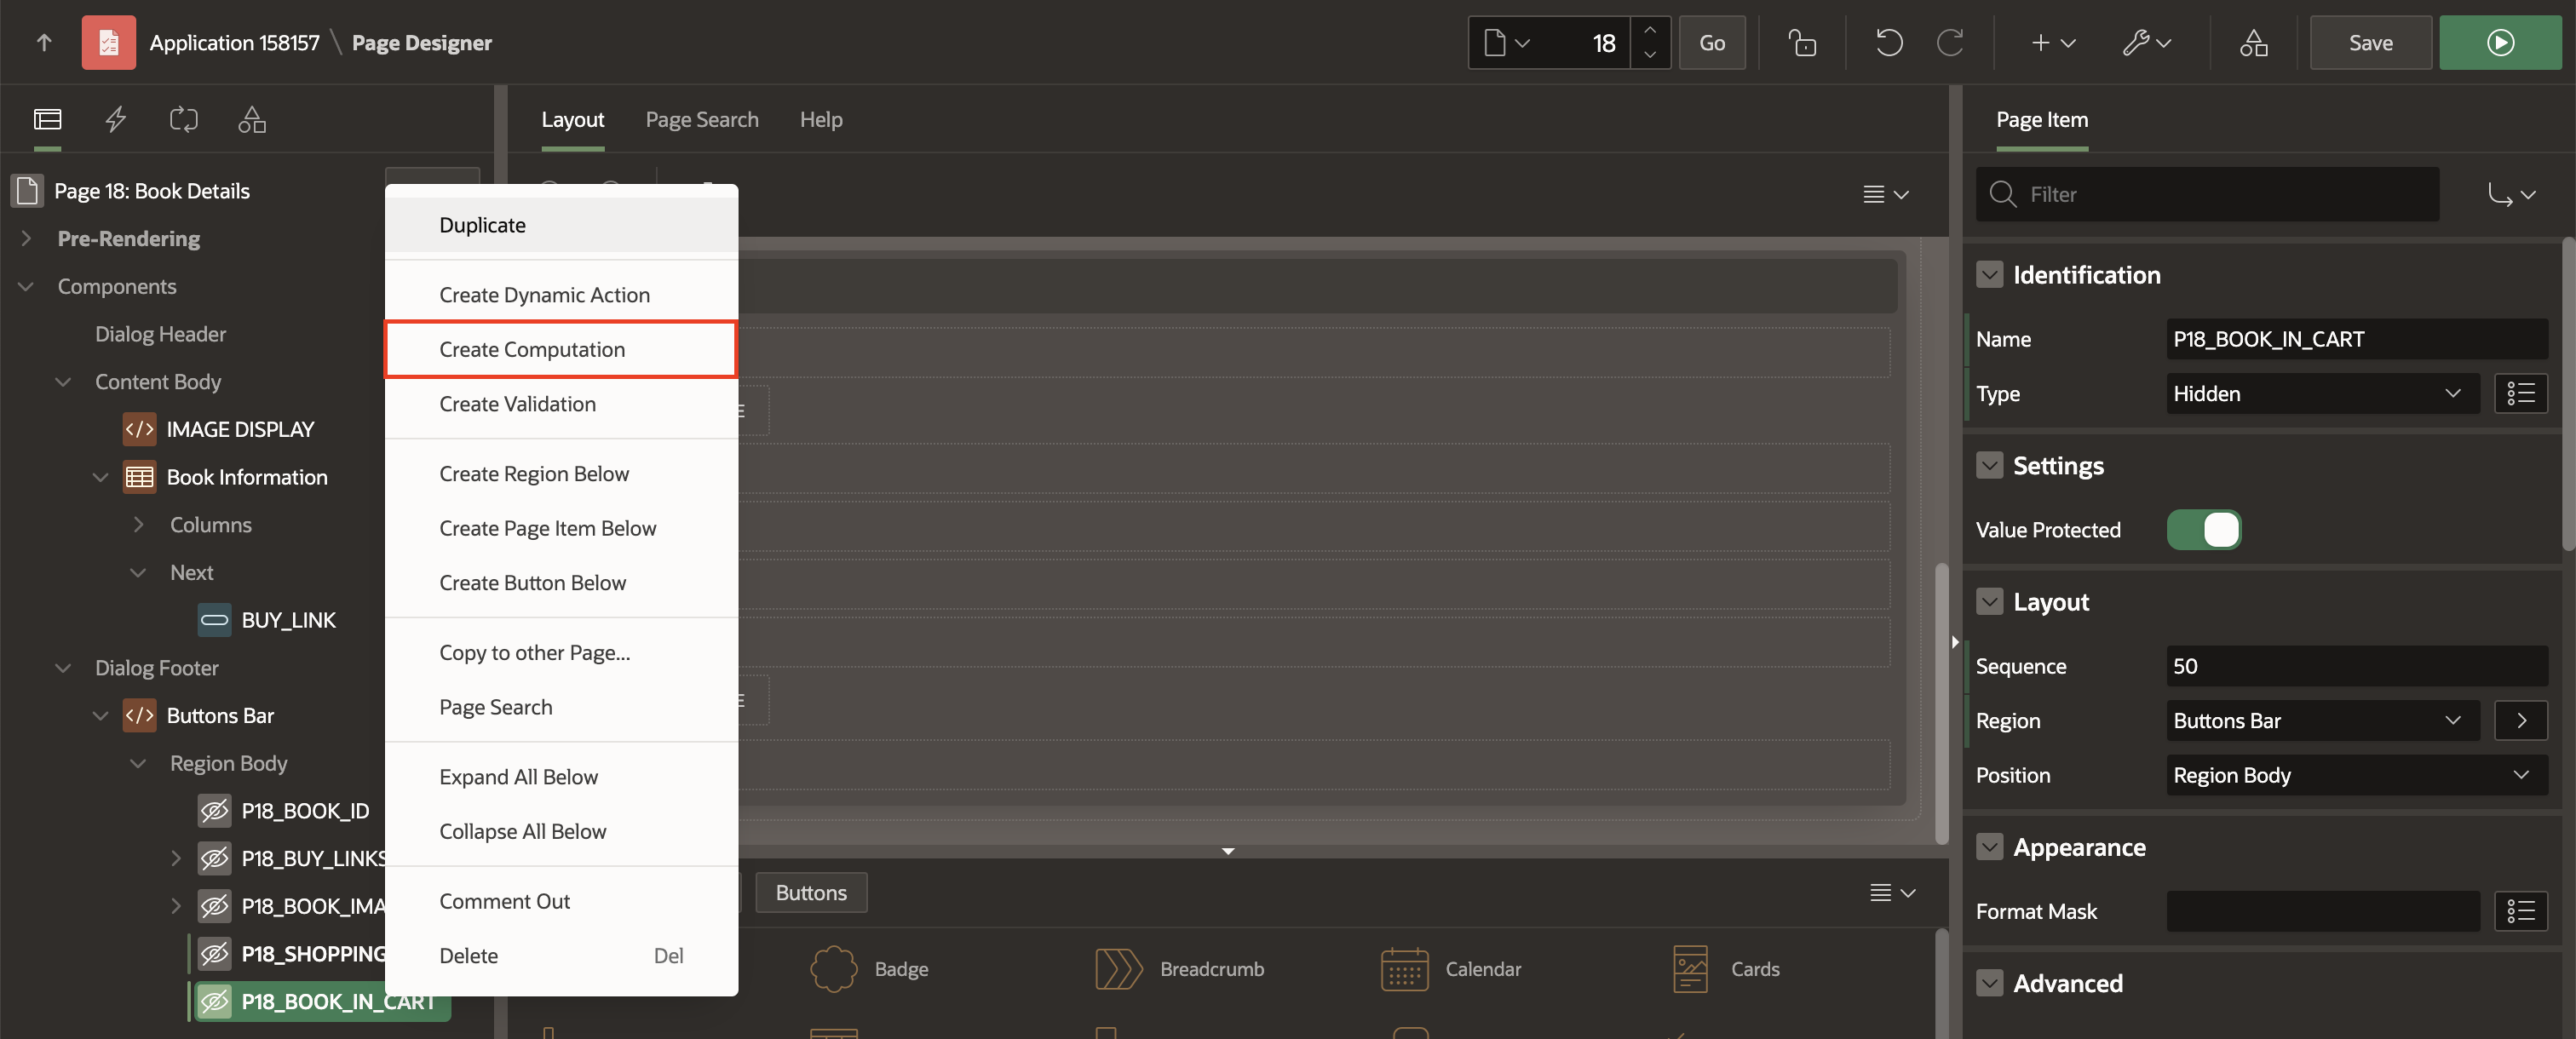 Application 158157 \ Page Designer
18
Go
Save
Layout
Page Search
Help
Page Item
Page 18: Book Details
Pre-Rendering
Components
Dialog Header
Content Body
IMAGE DISPLAY
Book Information
Columns
Next
BUY_LINK
Dialog Footer
Buttons Bar
Region Body
P18_BOOK_ID
P18_BUY_LINKS
P18_BOOK_IMA
P18_SHOPPING
P18_BOOK_IN_CART
Duplicate
Create Dynamic Action
Create Computation
Create Validation
Create Region Below
Create Page Item Below
Create Button Below
Copy to other Page...
Page Search
Expand All Below
Collapse All Below
Comment Out
Delete Del
E
E
Buttons
Badge
Breadcrumb
Calendar
Cards
Filter
Identification
Name P18_BOOK_IN_CART
Type Hidden
Settings
Value Protected
Layout
Sequence 50
Region Buttons Bar
Position Region Body
Appearance
Format Mask
Advanced